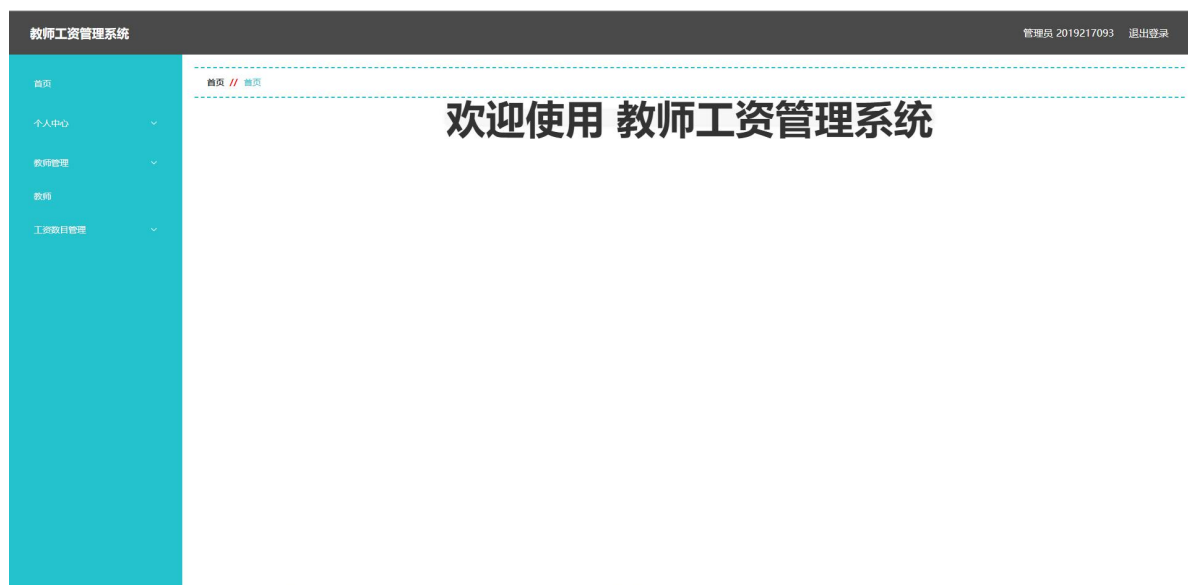 教师工资管理系统
管理员 2019217093 退出登录
首页
个人中心
教师管理
教师
工资数目管理
首页 // 首页
欢迎使用 教师工资管理系统